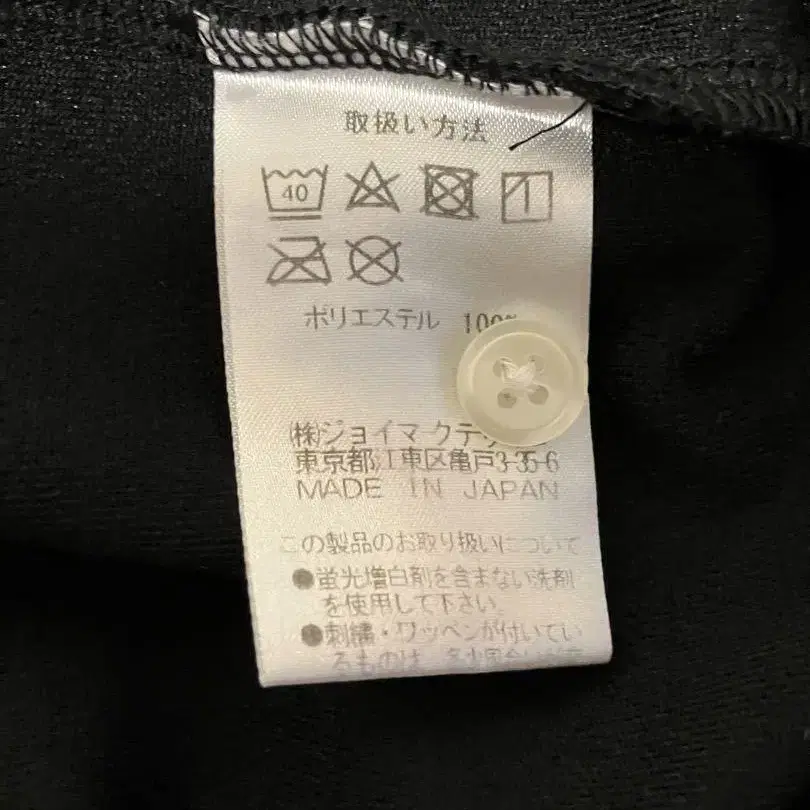 取扱い方法
40
ポリエステル 100%
(株)ジョイマークデ
東京都江東区亀戸3-35-6
MADE IN JAPAN
この製品のお取り扱いについて
●蛍光増白剤を含まない洗剤
を使用して下さい。
●刺繍・ワッペンが付いてい
るものは、